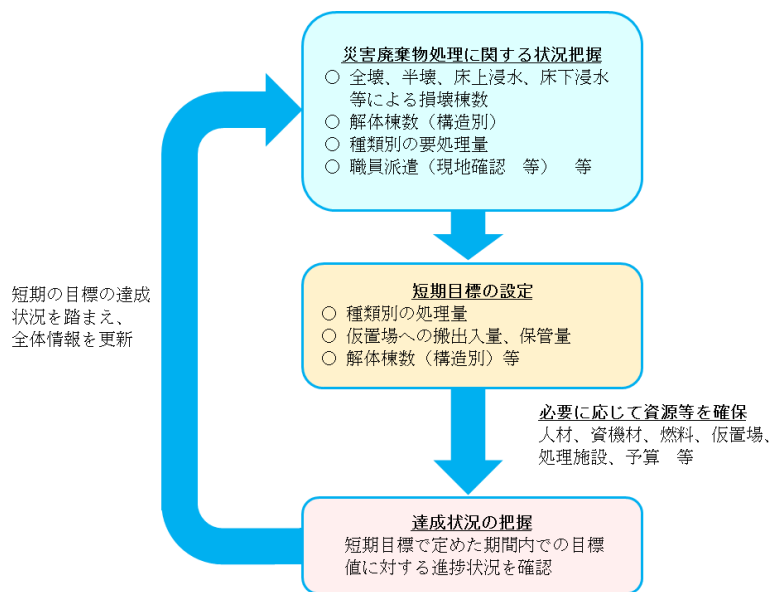 災害廃棄物処理に関する状況把握
○ 全壊、半壊、床上浸水、床下浸水
等による損壊棟数
○ 解体棟数（構造別）
○ 種類別の要処理量
○ 職員派遣（現地確認　等）　等
短期目標の設定
○ 種類別の処理量
○ 仮置場への搬出入量、保管量
○ 解体棟数（構造別）等
短期の目標の達成
状況を踏まえ、
全体情報を更新
必要に応じて資源等を確保
人材、資機材、燃料、仮置場、
処理施設、予算　等
達成状況の把握
短期目標で定めた期間内での目標
値に対する進捗状況を確認